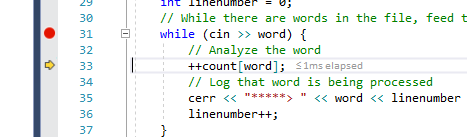 29 int linenumber = 0;
30 // While there are words in the file, feed t
31 while (cin >> word) {
32 // Analyze the word
33 ++count[word]; ≤1ms elapsed
34 // Log that word is being processed
35 cerr << "*****> " << word << linenumber
36 linenumber++;
37 }